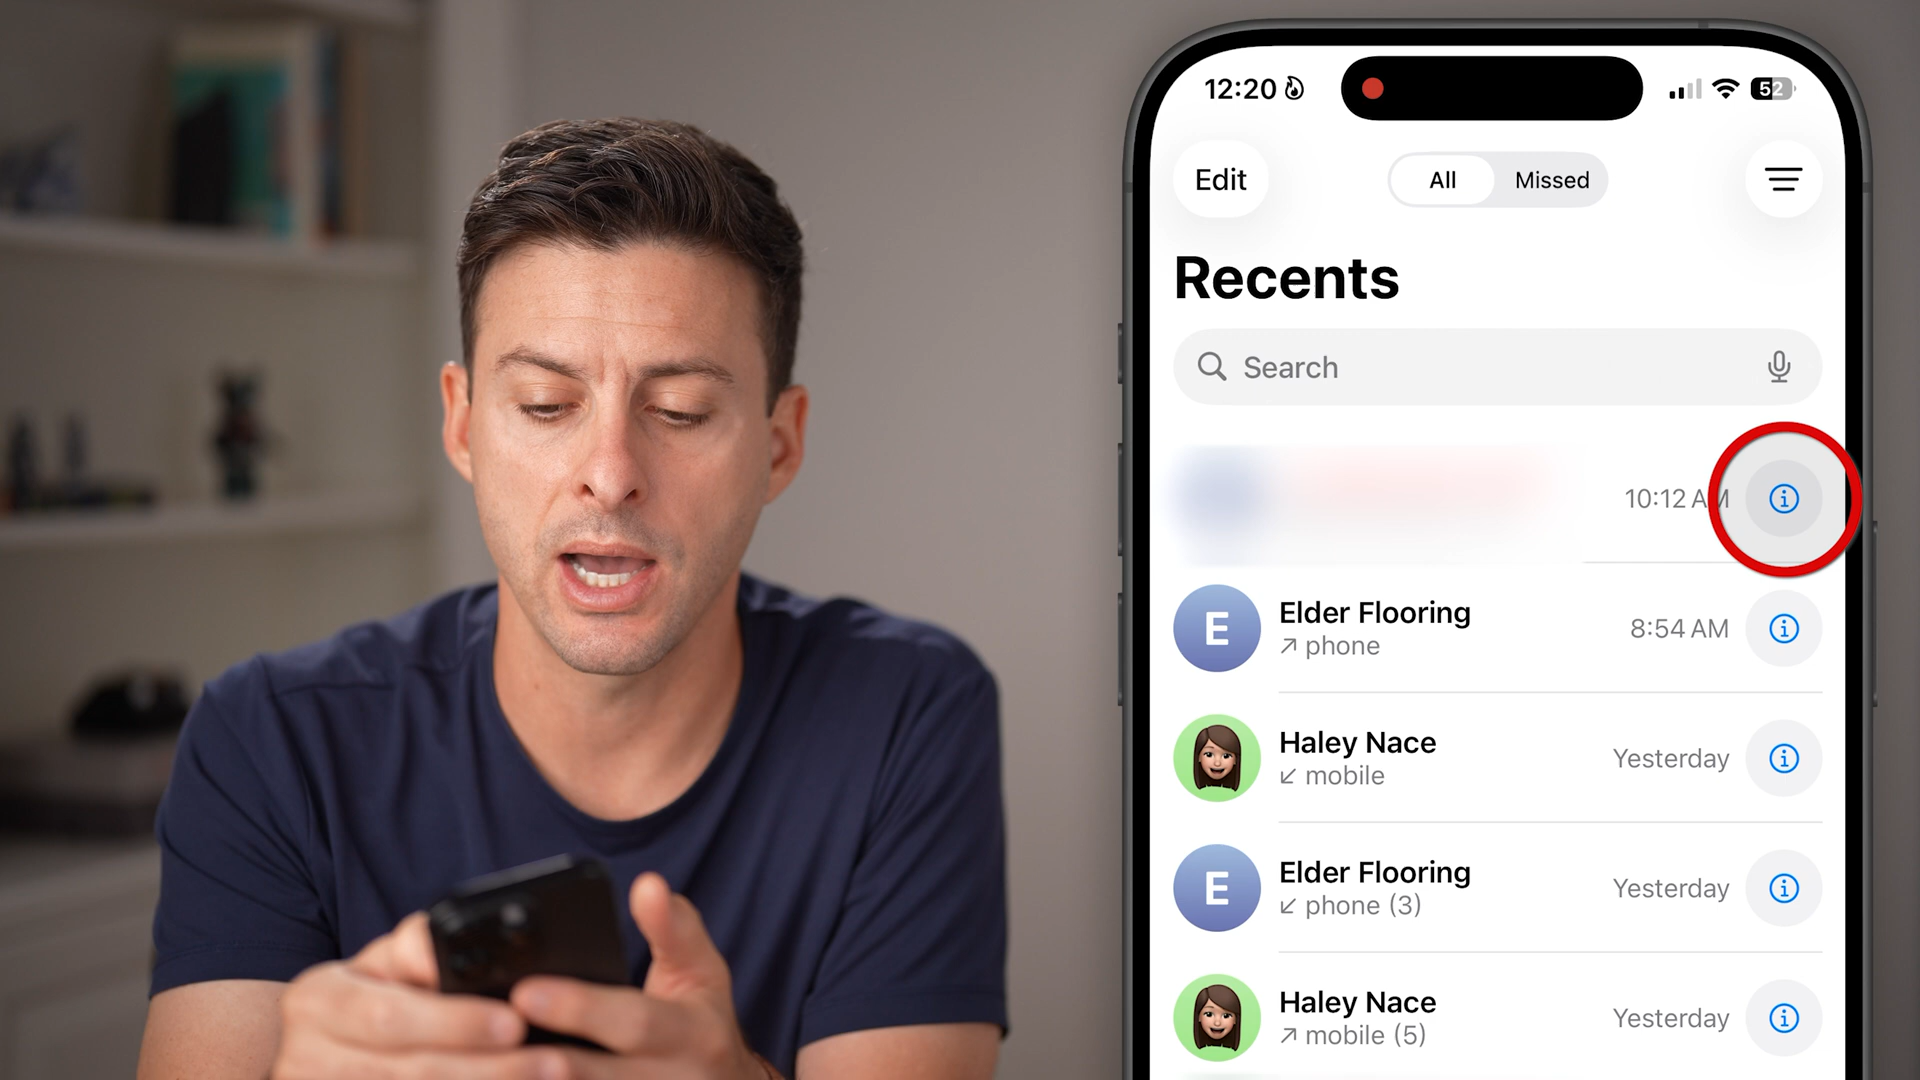 12:20
52
Edit
All
Missed
Recents
Search
10:12 AM
E
Elder Flooring
phone
8:54 AM
Haley Nace
mobile
Yesterday
E
Elder Flooring
phone (3)
Yesterday
Haley Nace
mobile (5)
Yesterday